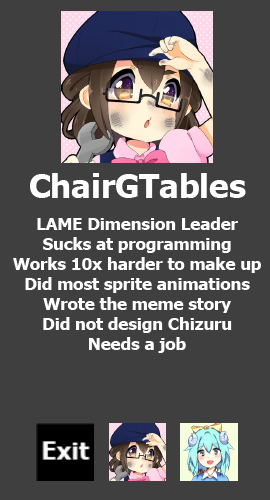 ChairGTables
LAME Dimension Leader
Sucks at programming
Works 10x harder to make up
Did most sprite animations
Wrote the meme story
Did not design Chizuru
Needs a job
Exit